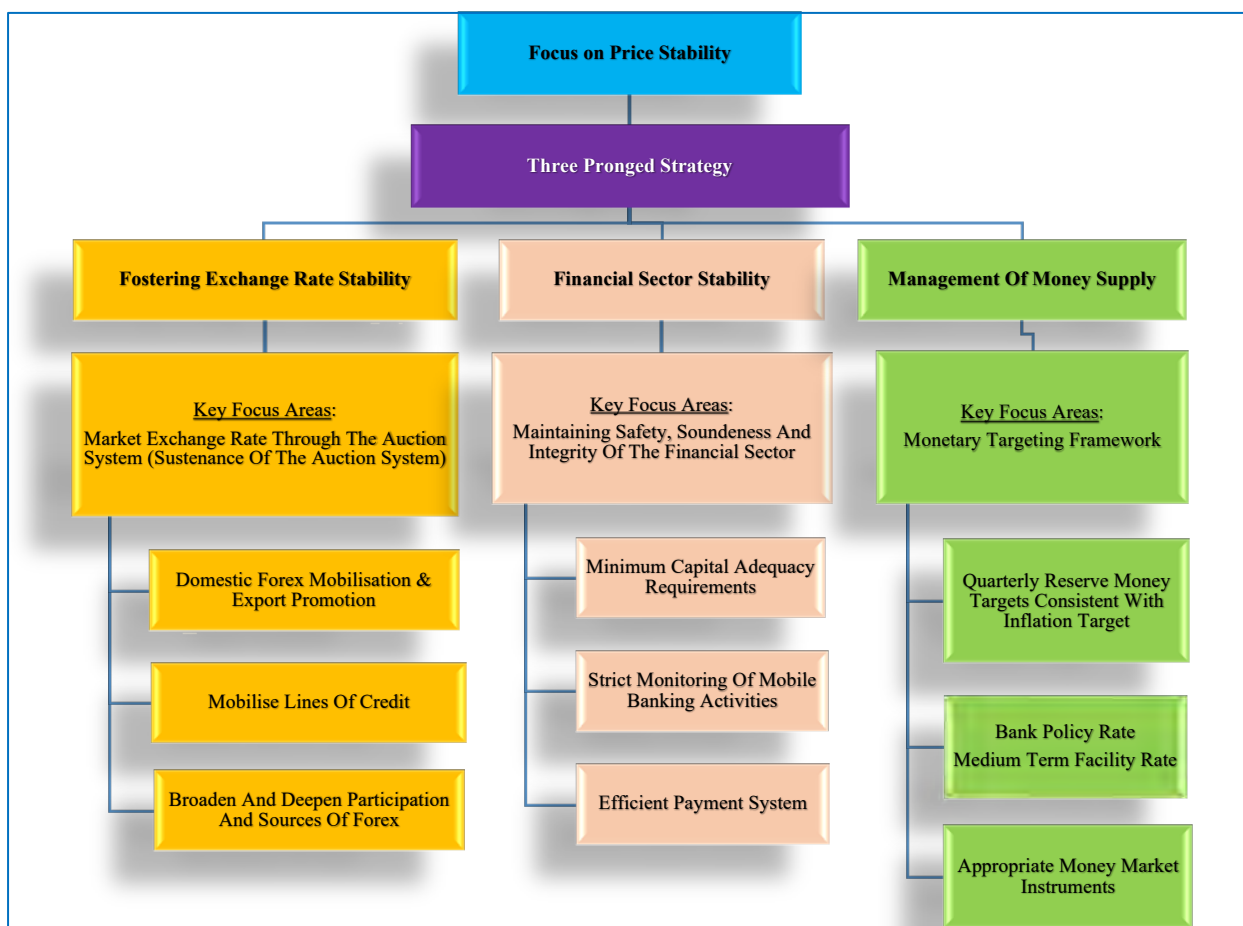 Focus on Price Stability
Three Pronged Strategy
Fostering Exchange Rate Stability
Key Focus Areas:
Market Exchange Rate Through The Auction
System (Sustenance Of The Auction System)
Domestic Forex Mobilisation &
Export Promotion
Mobilise Lines Of Credit
Broaden And Deepen Participation
And Sources Of Forex
Financial Sector Stability
Key Focus Areas:
Maintaining Safety, Soundeness And
Integrity Of The Financial Sector
Minimum Capital Adequacy
Requirements
Strict Monitoring Of Mobile
Banking Activities
Efficient Payment System
Management Of Money Supply
Key Focus Areas:
Monetary Targeting Framework
Quarterly Reserve Money
Targets Consistent With
Inflation Target
Bank Policy Rate
Medium Term Facility Rate
Appropriate Money Market
Instruments